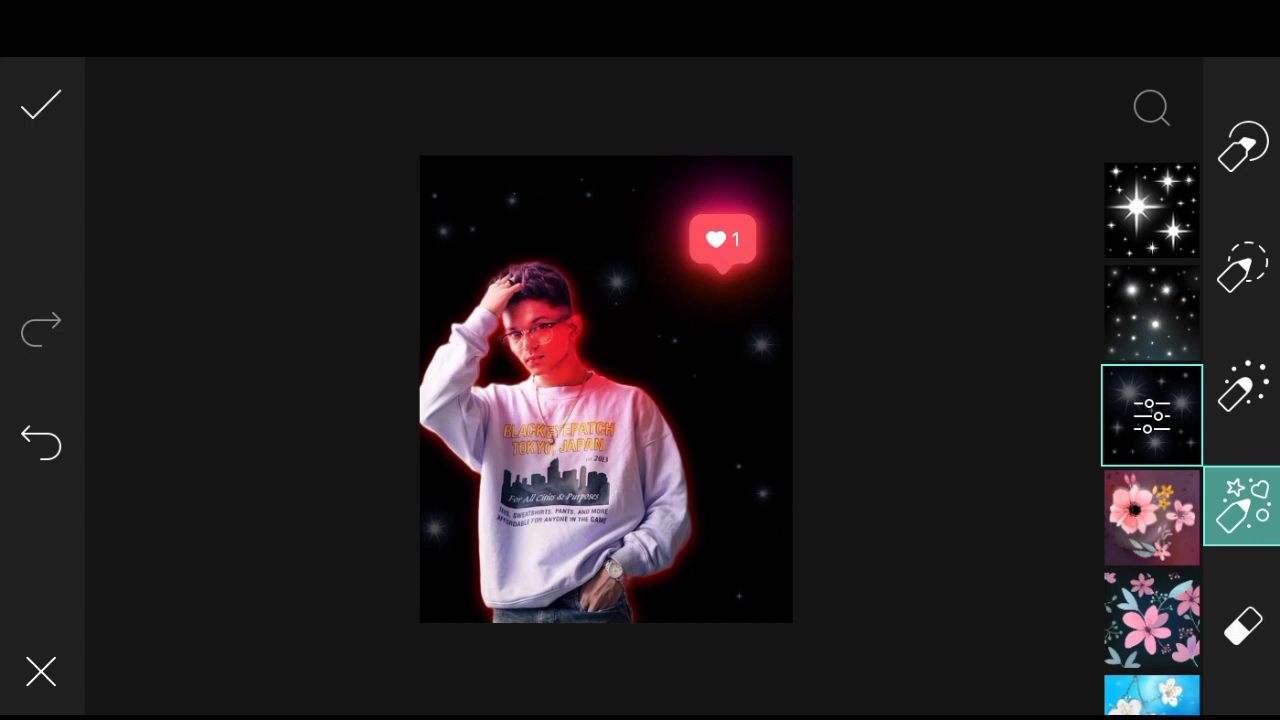 1
BLACKEYEPATCH
TOKYO, JAPAN
2013
For All Cities & Purposes
TEES, SWEATSHIRTS, PANTS, AND MORE
AFFORDABLE FOR ANYONE IN THE GAME